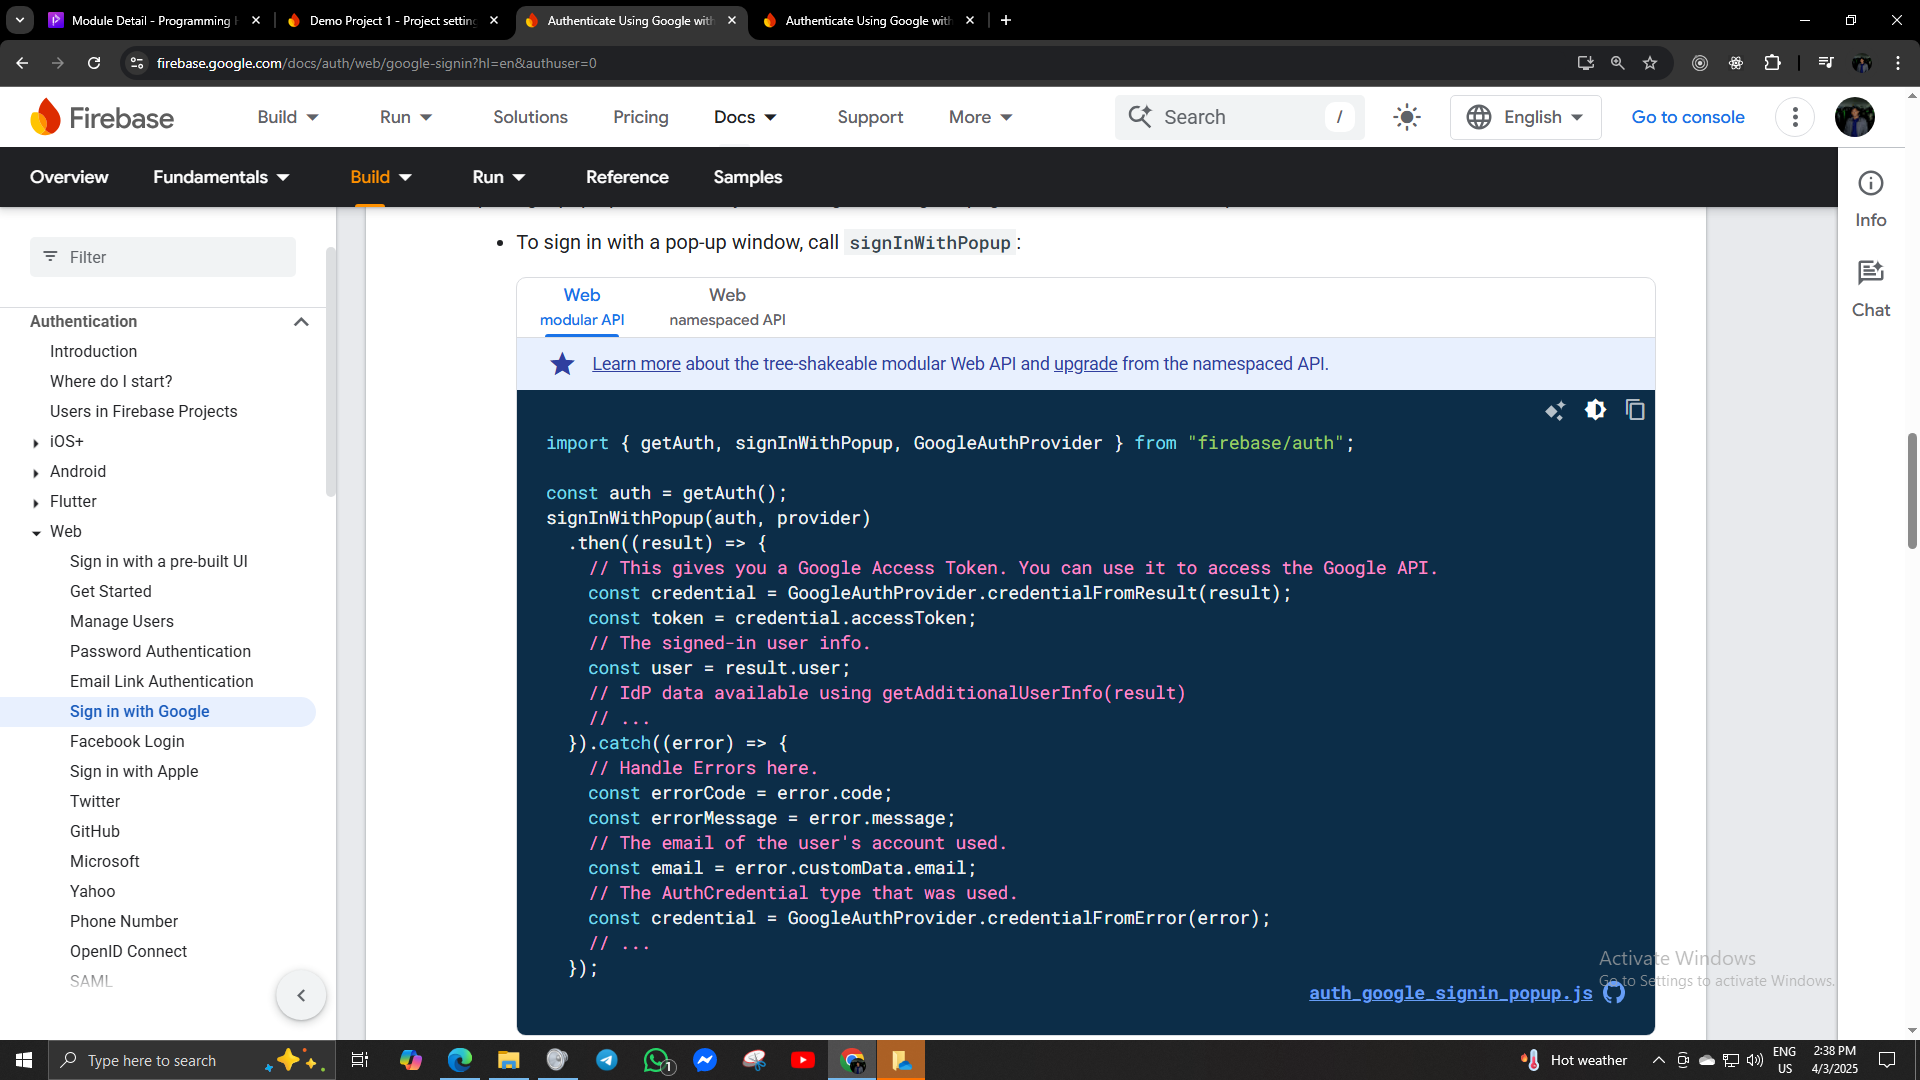 Module Detail - Programming
Demo Project 1 - Project setting
Authenticate Using Google with
Authenticate Using Google with
firebase.google.com/docs/auth/web/google-signin?hl=en&authuser=0
Firebase
Build
Run
Solutions
Pricing
Docs
Support
More
Search
/
English
Go to console
Overview
Fundamentals
Build
Run
Reference
Samples
Info
Chat
Filter
Authentication
Introduction
Where do I start?
Users in Firebase Projects
iOS+
Android
Flutter
Web
Sign in with a pre-built UI
Get Started
Manage Users
Password Authentication
Email Link Authentication
Sign in with Google
Facebook Login
Sign in with Apple
Twitter
GitHub
Microsoft
Yahoo
Phone Number
OpenID Connect
SAML
• To sign in with a pop-up window, call signInWithPopup:
Web
modular API
Web
namespaced API
Learn more about the tree-shakeable modular Web API and upgrade from the namespaced API.
import { getAuth, signInWithPopup, GoogleAuthProvider } from "firebase/auth";
const auth = getAuth();
signInWithPopup(auth, provider)
.then((result) => {
// This gives you a Google Access Token. You can use it to access the Google API.
const credential = GoogleAuthProvider.credentialFromResult(result);
const token = credential.accessToken;
// The signed-in user info.
const user = result.user;
// IdP data available using getAdditionalUserInfo(result)
// ...
}).catch((error) => {
// Handle Errors here.
const errorCode = error.code;
const errorMessage = error.message;
// The email of the user's account used.
const email = error.customData.email;
// The AuthCredential type that was used.
const credential = GoogleAuthProvider.credentialFromError(error);
// ...
});
auth_google_signin_popup.js
Activate Windows
Go to Settings to activate Windows.
Type here to search
1
Hot weather
ENG
US
2:38 PM
4/3/2025